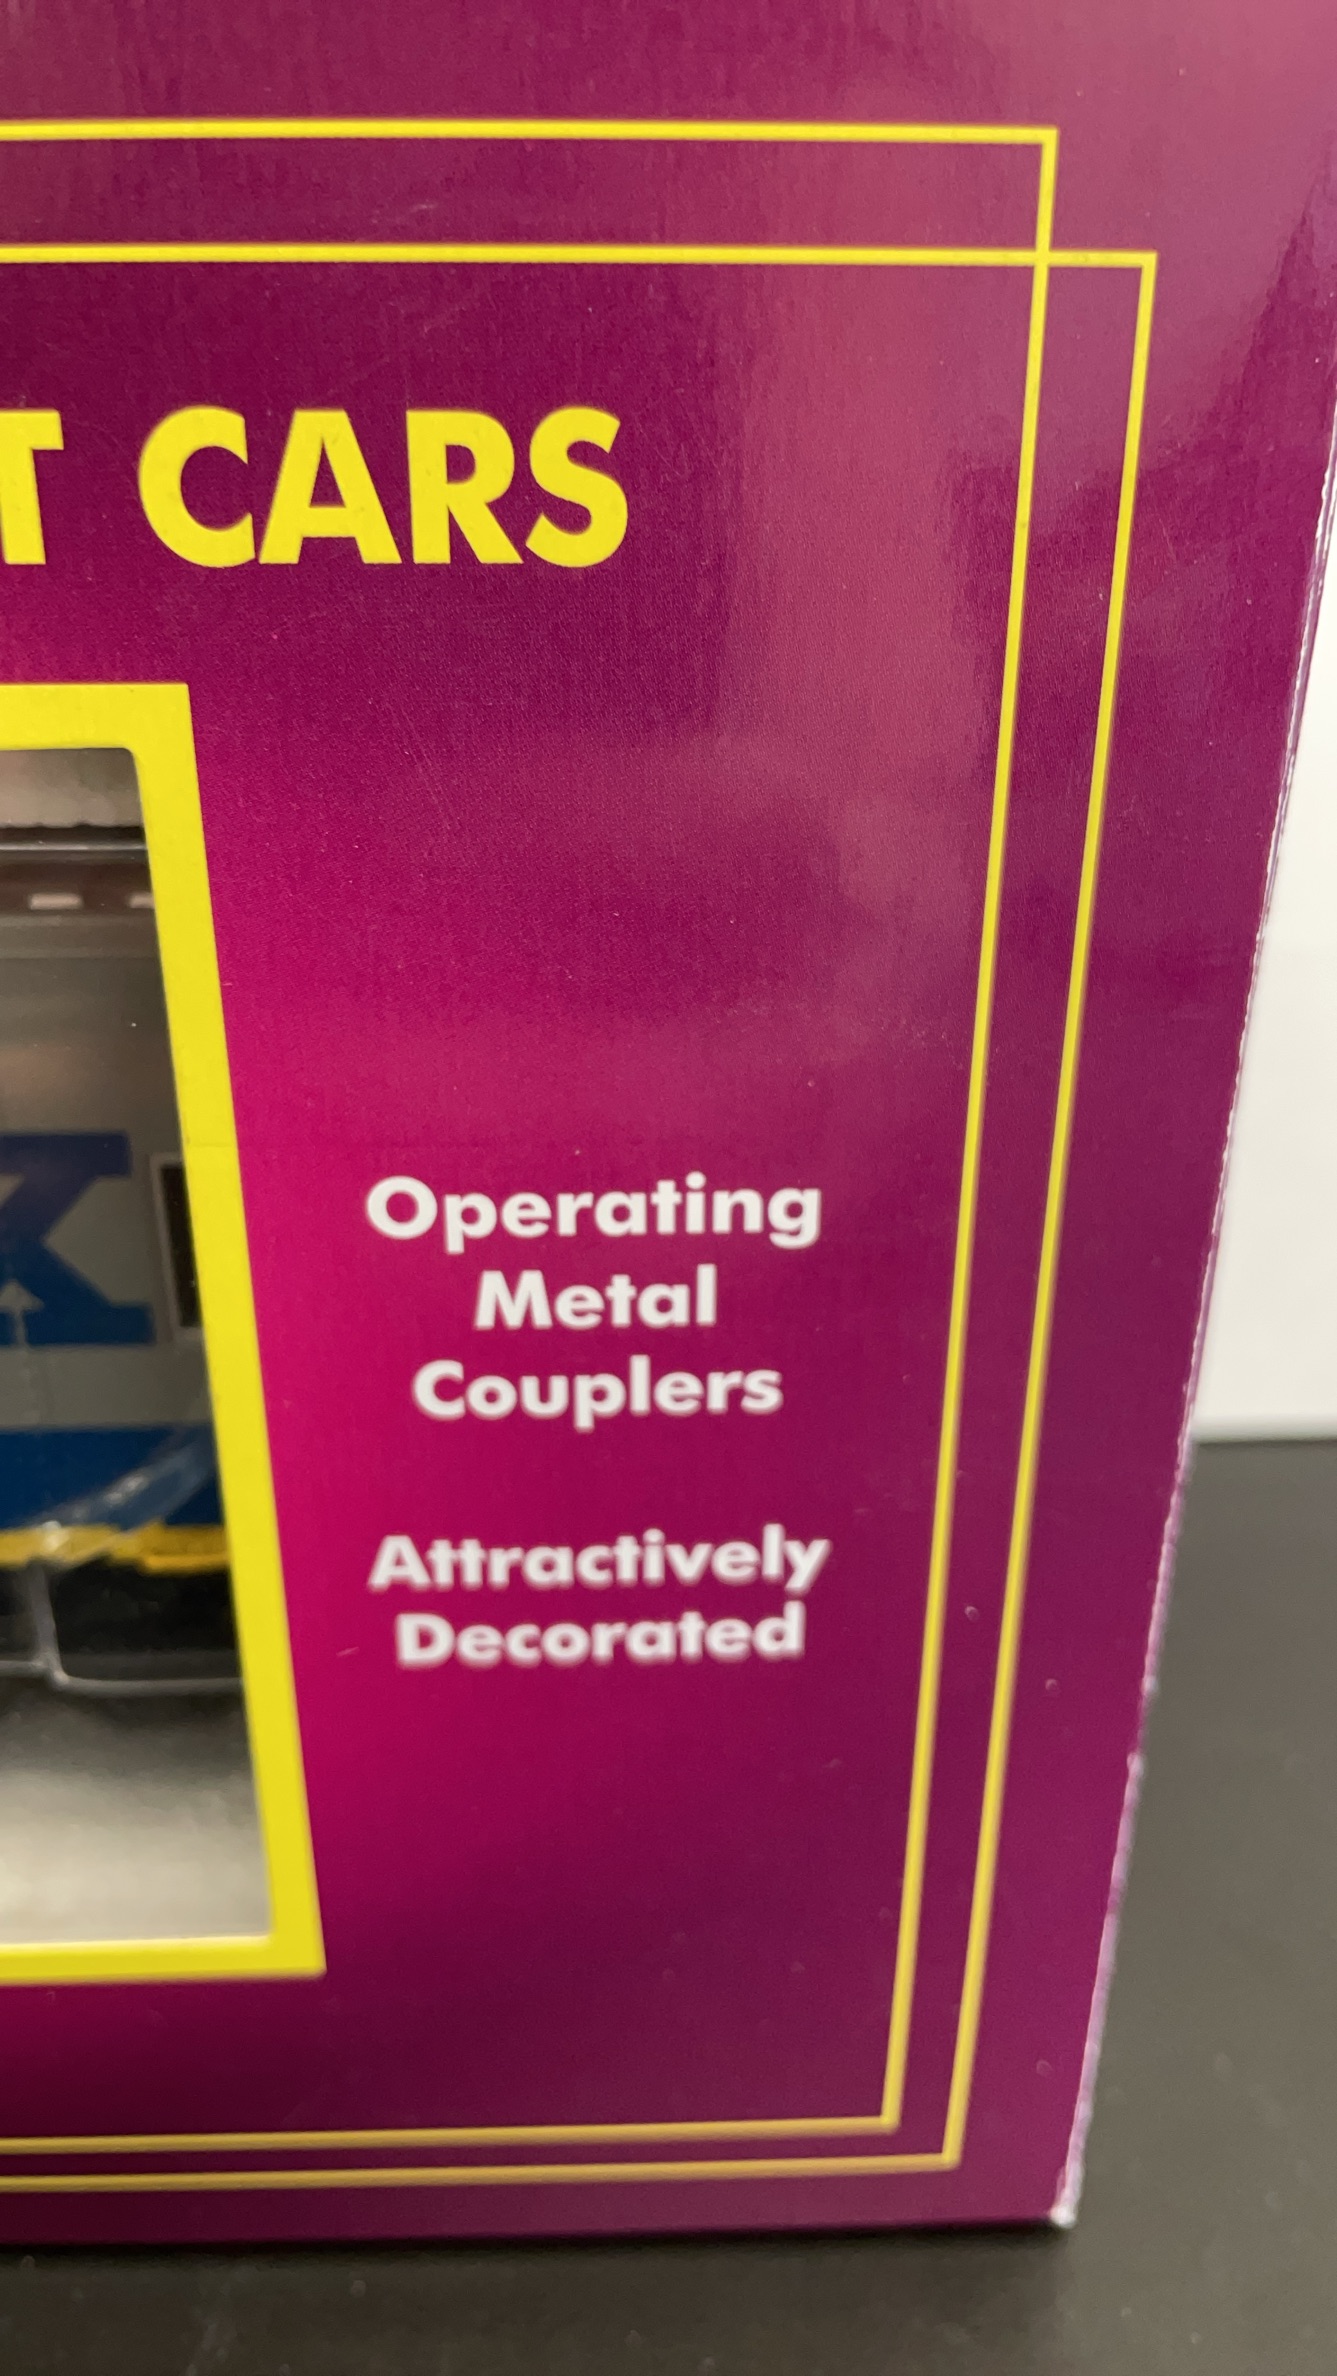 T CARS
X
Operating
Metal
Couplers
Attractively
Decorated